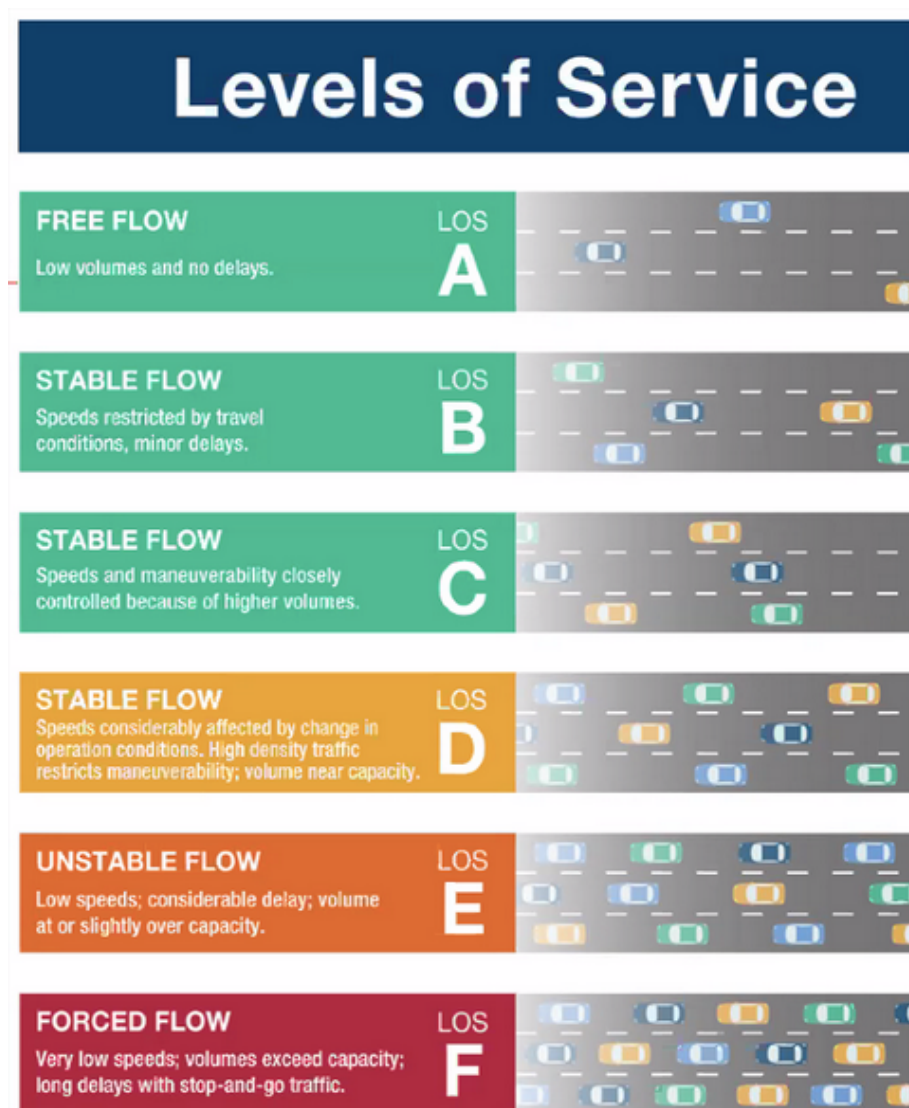 Levels of Service
FREE FLOW
Low volumes and no delays.
LOS
A
STABLE FLOW
Speeds restricted by travel
conditions, minor delays.
LOS
B
STABLE FLOW
Speeds and maneuverability closely
controlled because of higher volumes.
LOS
C
STABLE FLOW
Speeds considerably affected by change in
operation conditions. High density traffic
restricts maneuverability; volume near capacity.
LOS
D
UNSTABLE FLOW
Low speeds; considerable delay; volume
at or slightly over capacity.
LOS
E
FORCED FLOW
Very low speeds; volumes exceed capacity;
long delays with stop-and-go traffic.
LOS
F